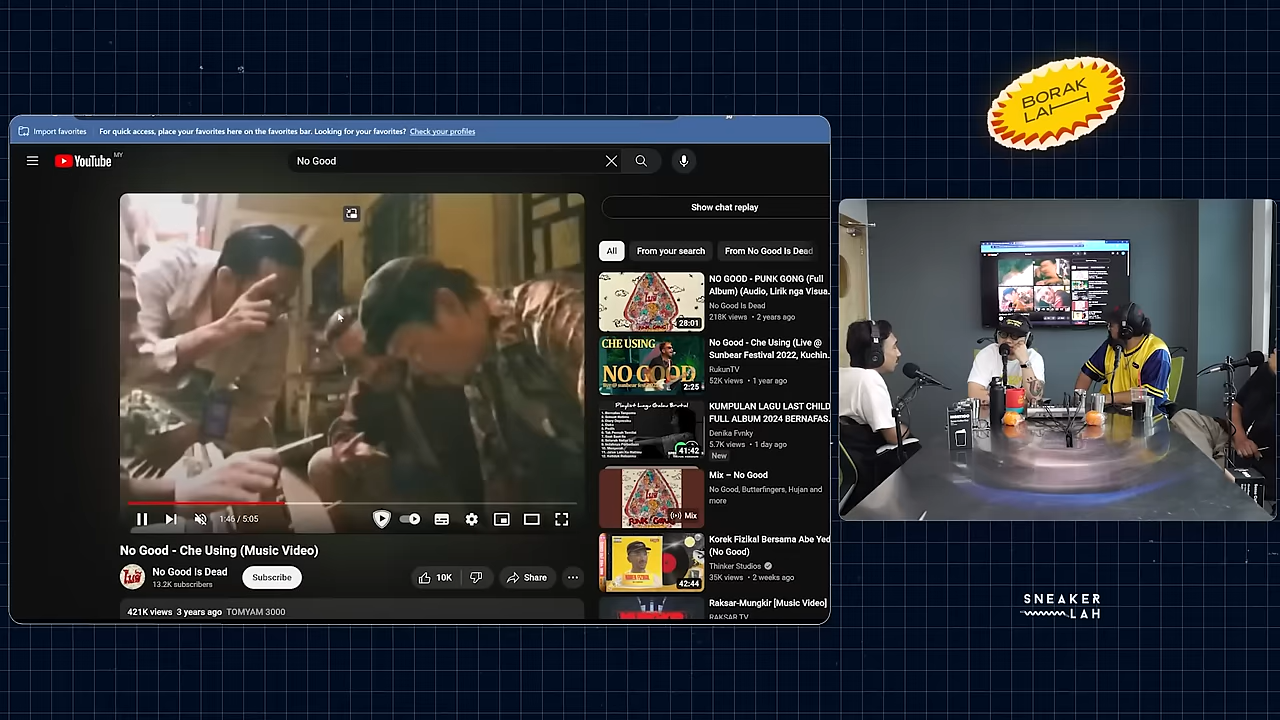 BORAK
LAH
Import favorites
For quick access, place your favorites here on the favorites bar. Looking for your favorites? Check your profiles
YouTube MY
No Good
Show chat replay
All
From your search
From No Good Is Dead
NO GOOD - PUNK GONG (Full
Album) (Audio, Lirik nga Visua
No Good Is Dead
218K views • 2 years ago
28:01
CHE USING
NO GOOD
2:25
No Good - Che Using (Live @
Sunbear Festival 2022, Kuchin
RukunTV
52K views • 1 year ago
41:42
KUMPULAN LAGU LAST CHILD
FULL ALBUM 2024 BERNAFAS
Denika Fvnky
5.7K views • 1 day ago
New
Mix
Mix – No Good
No Good, Butterfingers, Hujan and
more
42:44
Korek Fizikal Bersama Abe Yed
(No Good)
Thinker Studios
35K views • 2 weeks ago
Raksar-Mungkir [Music Video]
RAKSAR TV
1:46 / 5:05
No Good - Che Using (Music Video)
No Good Is Dead
13.2K subscribers
Subscribe
10K
Share
421K views 3 years ago TOMYAM 3000
SNEAKER
LAH